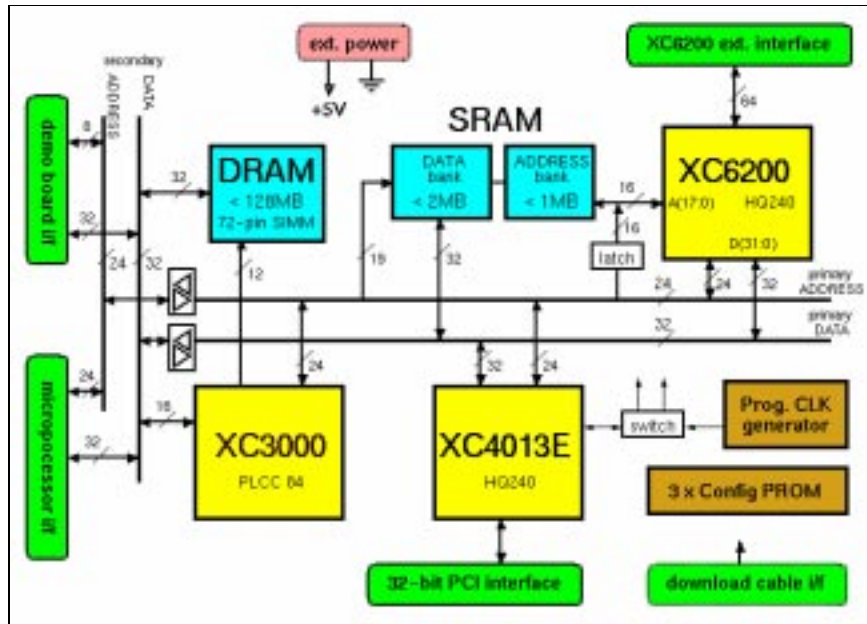 ext. power
+5V
XC6200 ext. interface
64
secondary
ADDRESS
DATA
demo board i/f
8
32
24
32
32
DRAM
< 128MB
72-pin SIMM
12
SRAM
DATA
bank
< 2MB
ADDRESS
bank
< 1MB
19
32
16
16
latch
XC6200
A(17:0)
HQ240
D(31:0)
24
24
32
primary
ADDRESS
32
primary
DATA
micropocessor i/f
24
32
16
24
XC3000
PLCC 84
32
24
XC4013E
HQ240
switch
Prog. CLK
generator
3 x Config PROM
32-bit PCI interface
download cable i/f